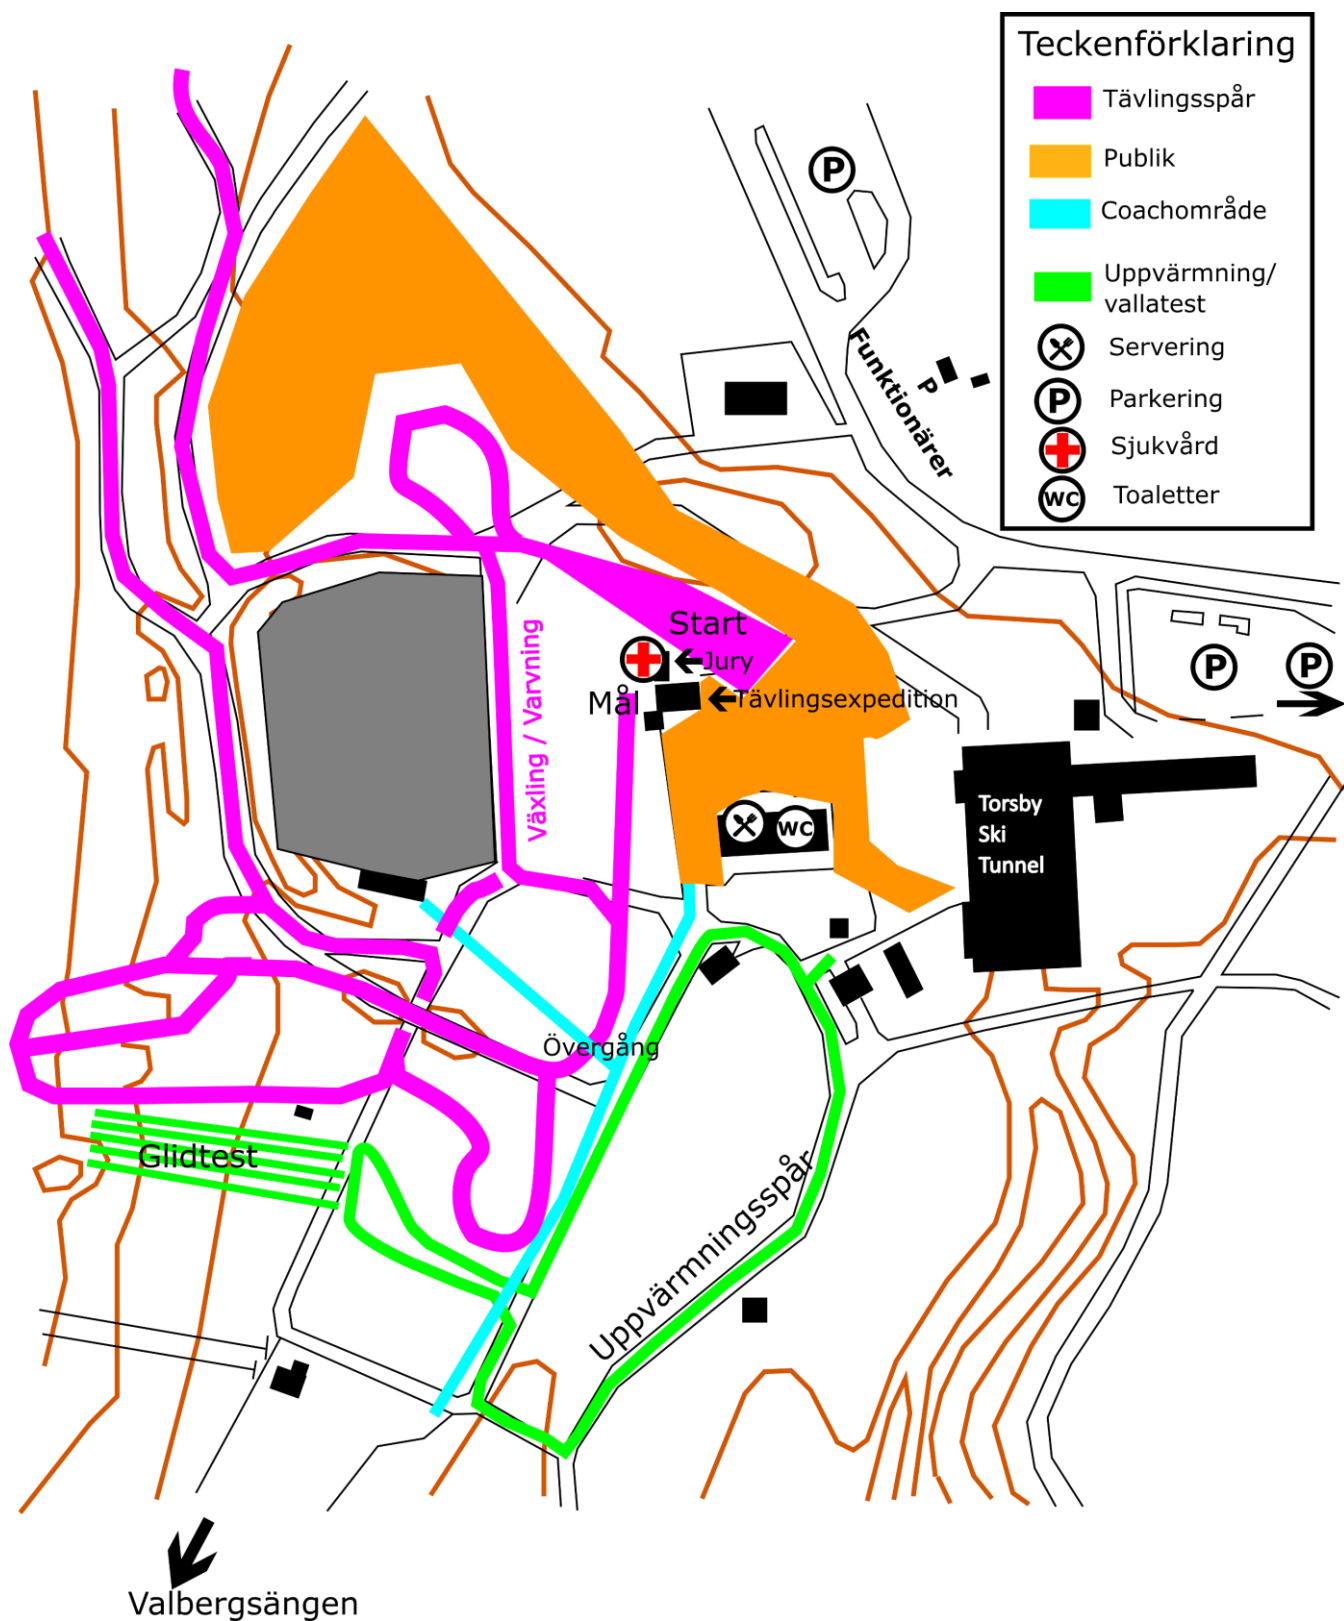 Teckenförklaring
Tävlingsspår
Publik
Coachområde
Uppvärmning/
vallatest
Servering
P
Parkering
Sjukvård
WC
Toaletter
P
Funktionärer
P
Start
Jury
Mål
Tävlingsexpedition
Växling / Varvning
P
P
WC
Torsby
Ski
Tunnel
Övergång
Glidtest
Uppvärmningsspår
Valbergsängen